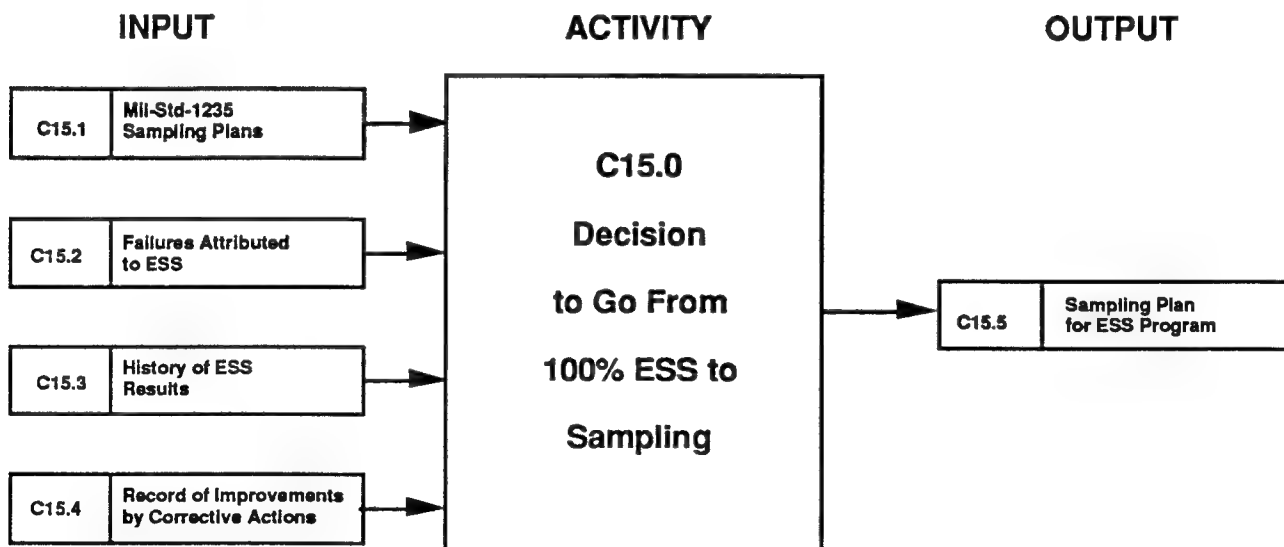 INPUT
ACTIVITY
OUTPUT
C15.1
Mil-Std-1235
Sampling Plans
C15.2
Failures Attributed
to ESS
C15.3
History of ESS
Results
C15.4
Record of Improvements
by Corrective Actions
C15.0
Decision
to Go From
100% ESS to
Sampling
C15.5
Sampling Plan
for ESS Program